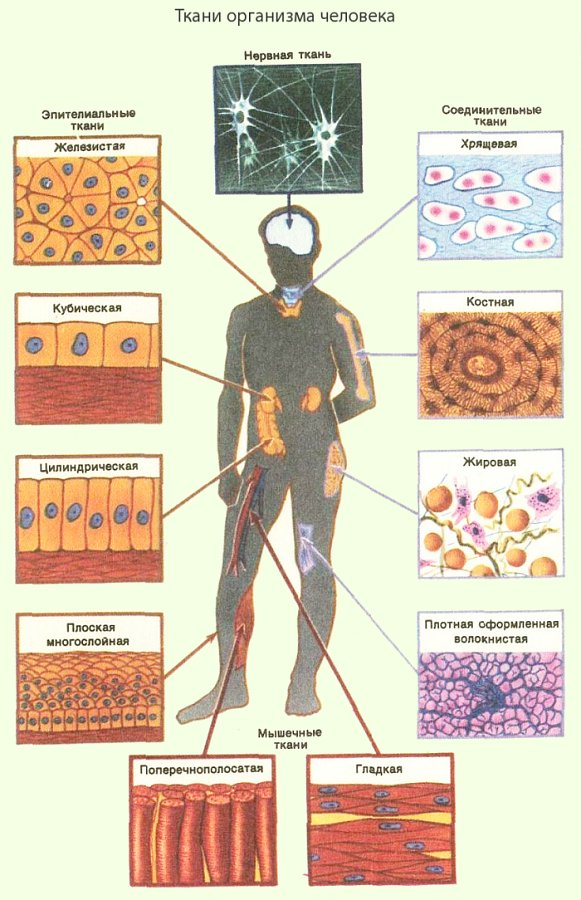 Ткани организма человека
Нервная ткань
Эпителиальные
ткани
Железистая
Кубическая
Цилиндрическая
Плоская
многослойная
Соединительные
ткани
Хрящевая
Костная
Жировая
Плотная оформленная
волокнистая
Мышечные
ткани
Поперечнополосатая
Гладкая